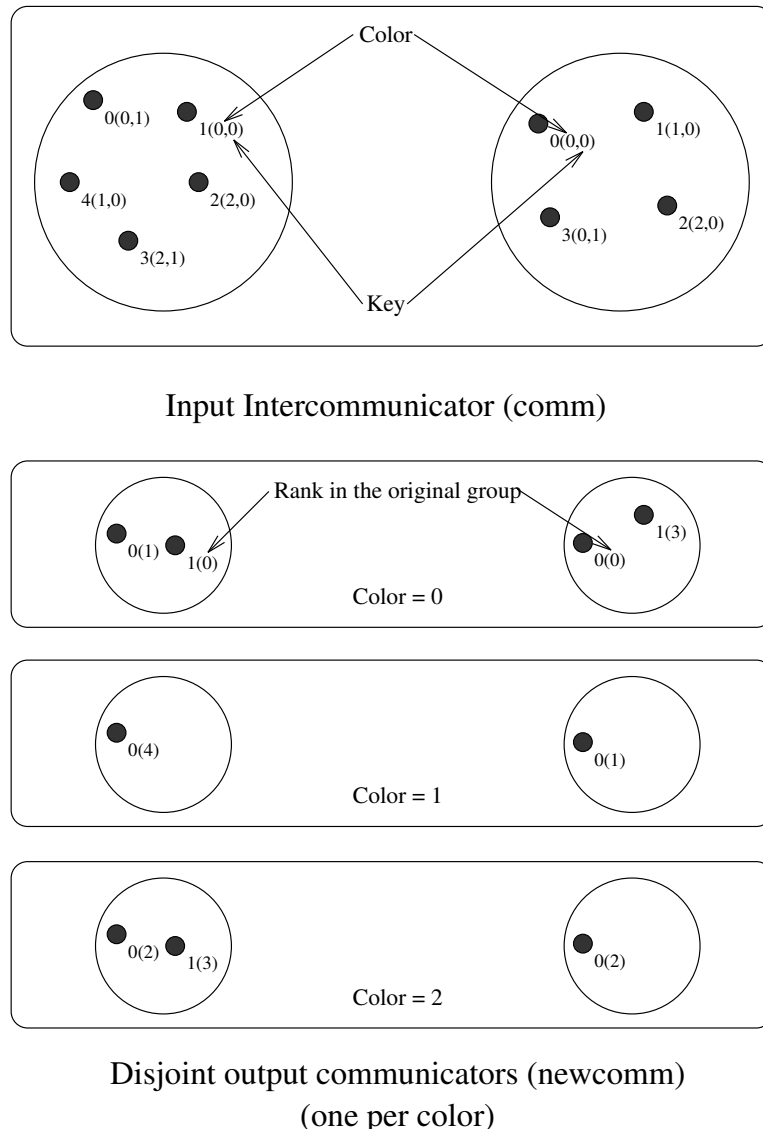 Color
0(0,1)
1(0,0)
0(0,0)
1(1,0)
4(1,0)
2(2,0)
3(2,1)
3(0,1)
2(2,0)
Key
Input Intercommunicator (comm)
Rank in the original group
0(1)
1(0)
0(0)
1(3)
Color = 0
0(4)
0(1)
Color = 1
0(2)
1(3)
0(2)
Color = 2
Disjoint output communicators (newcomm)
(one per color)